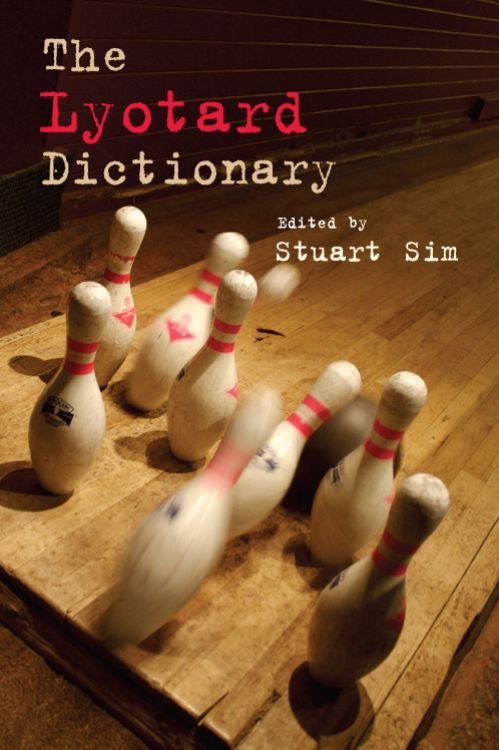 The
Lyotard
Dictionary
Edited by
Stuart Sim